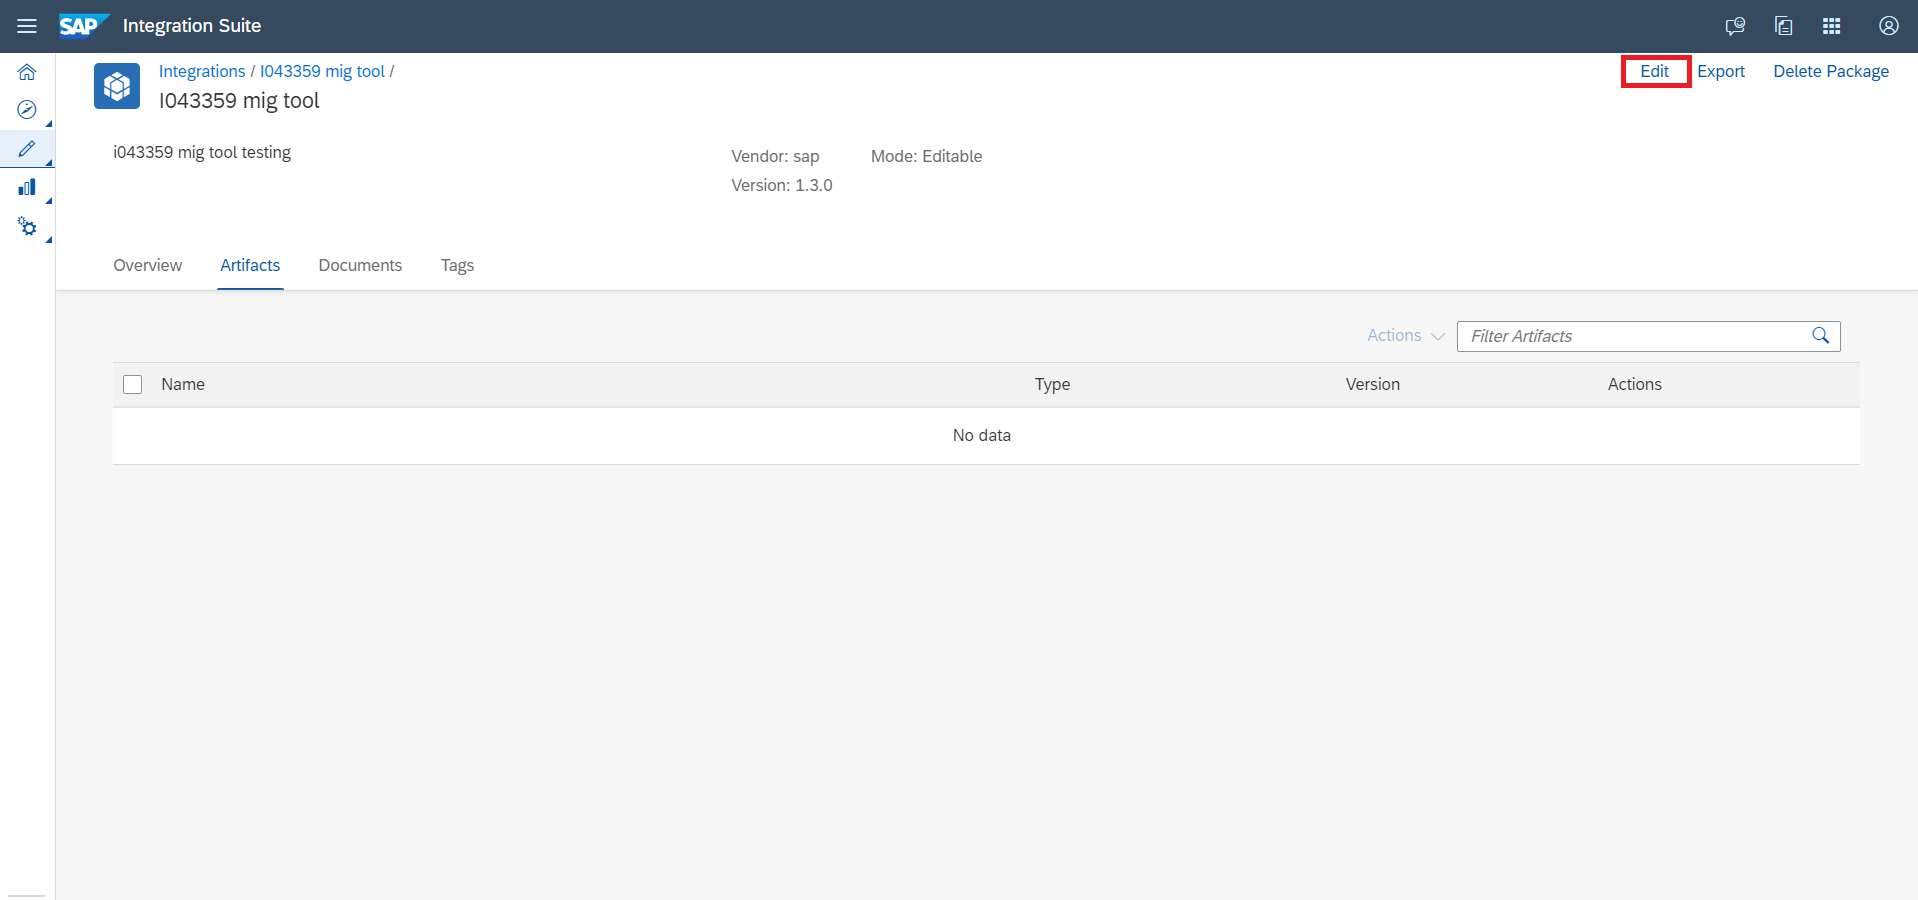 SAP Integration Suite
Integrations / I043359 mig tool /
I043359 mig tool
Edit Export Delete Package
i043359 mig tool testing
Vendor: sap Mode: Editable
Version: 1.3.0
Overview Artifacts Documents Tags
Actions Filter Artifacts
Name Type Version Actions
No data